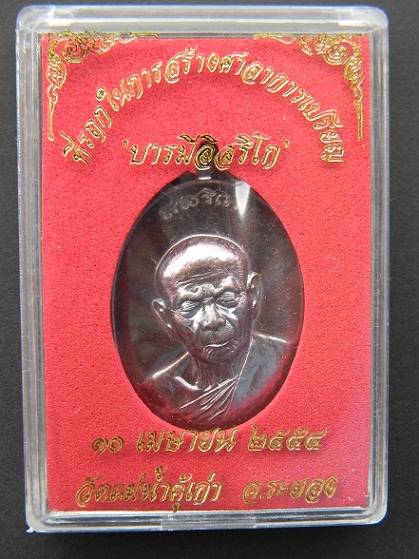 ที่ระลึกในการสร้างศาลาการเปรียญ
'บารมีอิสริโก'
๑๐ เมษายน ๒๕๕๔
วัดแม่น้ำคู้เก่า จ.ระยอง